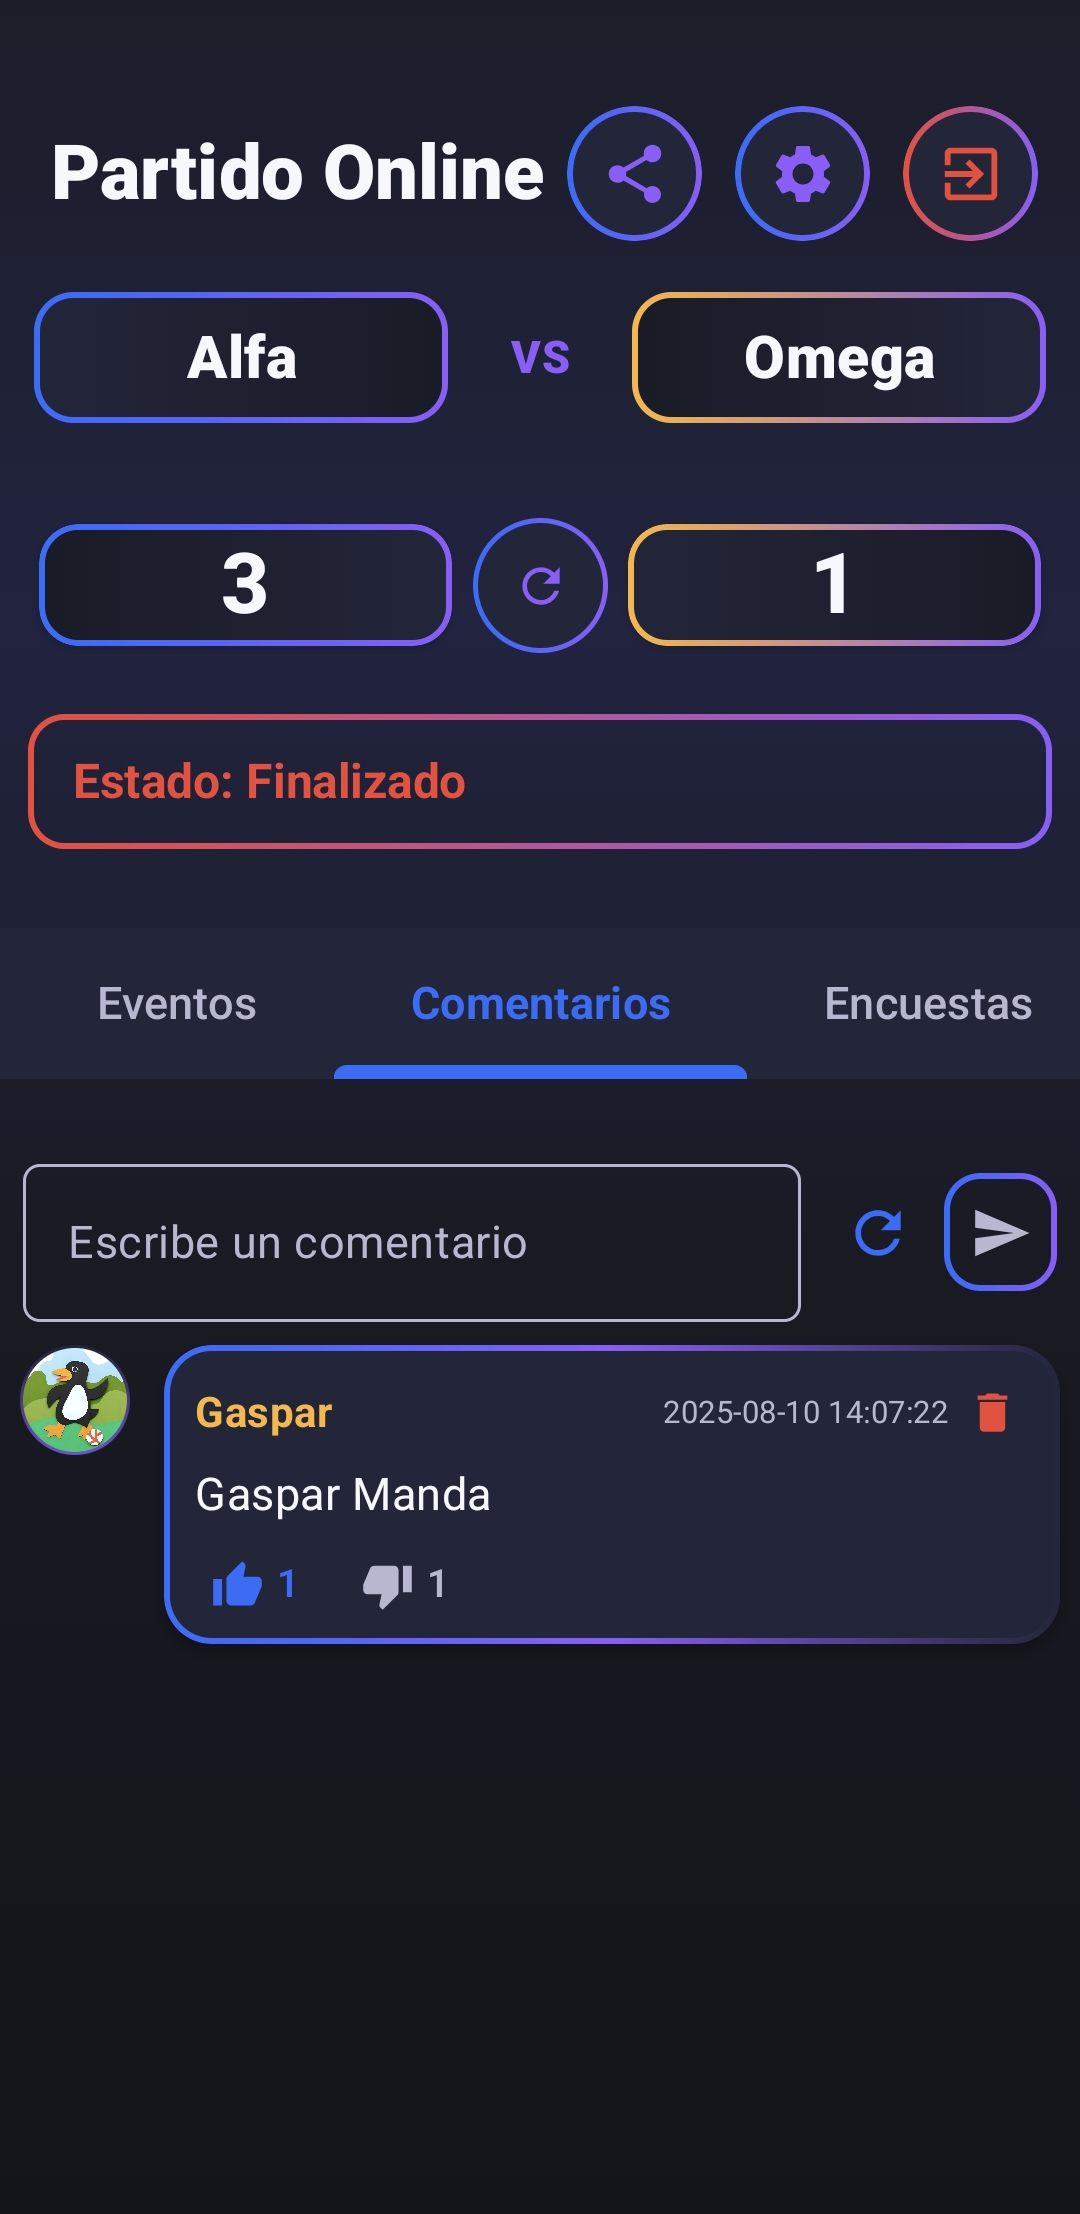 Partido Online
Alfa VS Omega
3 1
Estado: Finalizado
Eventos Comentarios Encuestas
Escribe un comentario
Gaspar 2025-08-10 14:07:22
Gaspar Manda
1 1